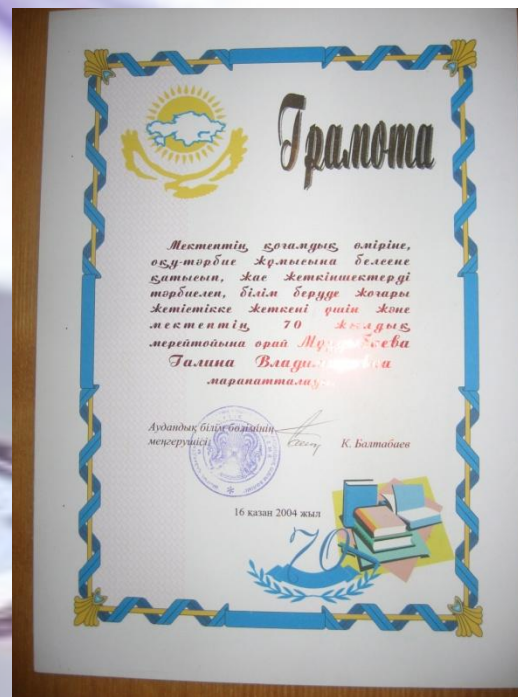 Грамота
Мектептің қоғамдық өміріне,
оқу-тәрбие жұмысына белсене
қатысып, жас жеткіншектерді
тәрбиелеп, білім беруде жоғары
жетістікке жеткені үшін және
мектептің 70 жылдық
мерейтойына орай
Галина
марапатталады.
Аудандық білім бөлімінің
меңгерушісі К. Балтабаев
16 қазан 2004 жыл
70